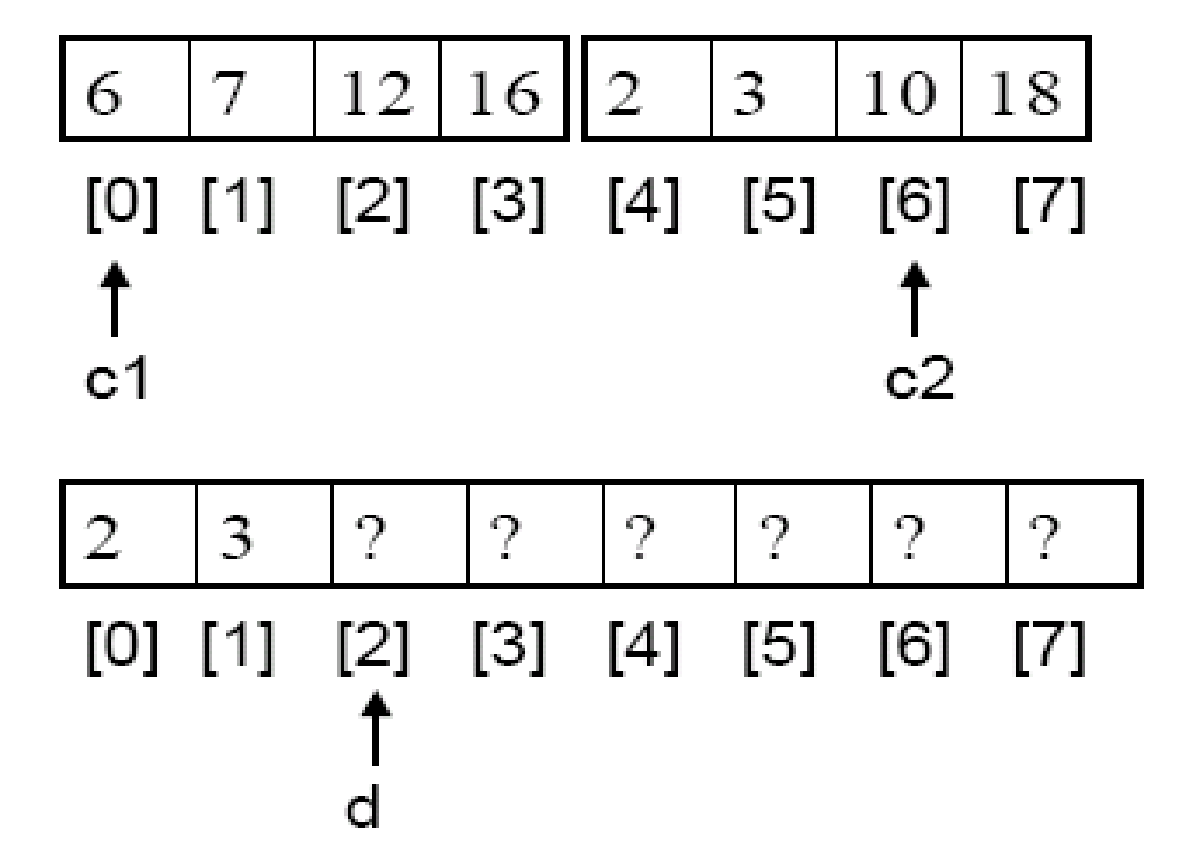 6 7 12 16 2 3 10 18
[0] [1] [2] [3] [4] [5] [6] [7]
c1 c2
2 3 ? ? ? ? ? ?
[0] [1] [2] [3] [4] [5] [6] [7]
d